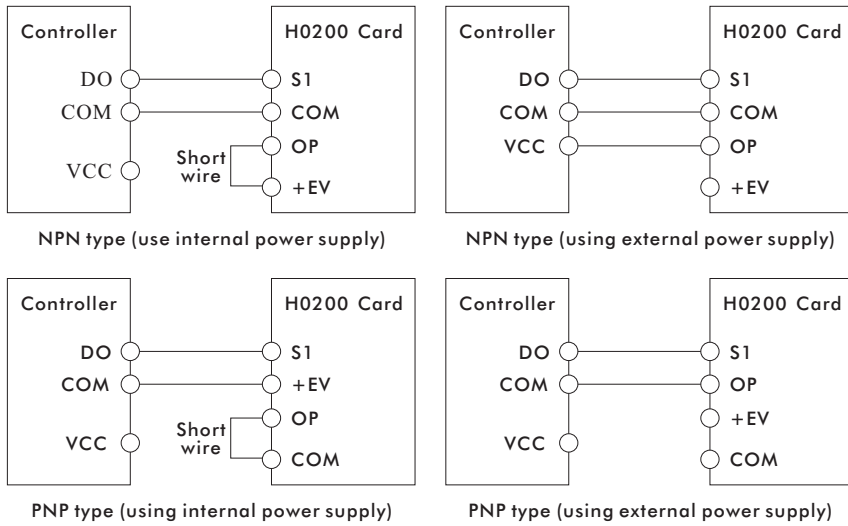 Controller
H0200 Card
DO
S1
COM
COM
OP
Short
wire
VCC
+EV
NPN type (use internal power supply)
Controller
H0200 Card
DO
S1
COM
COM
VCC
OP
+EV
NPN type (using external power supply)
Controller
H0200 Card
DO
S1
COM
+EV
OP
Short
wire
VCC
COM
PNP type (using internal power supply)
Controller
H0200 Card
DO
S1
COM
OP
+EV
VCC
COM
PNP type (using external power supply)